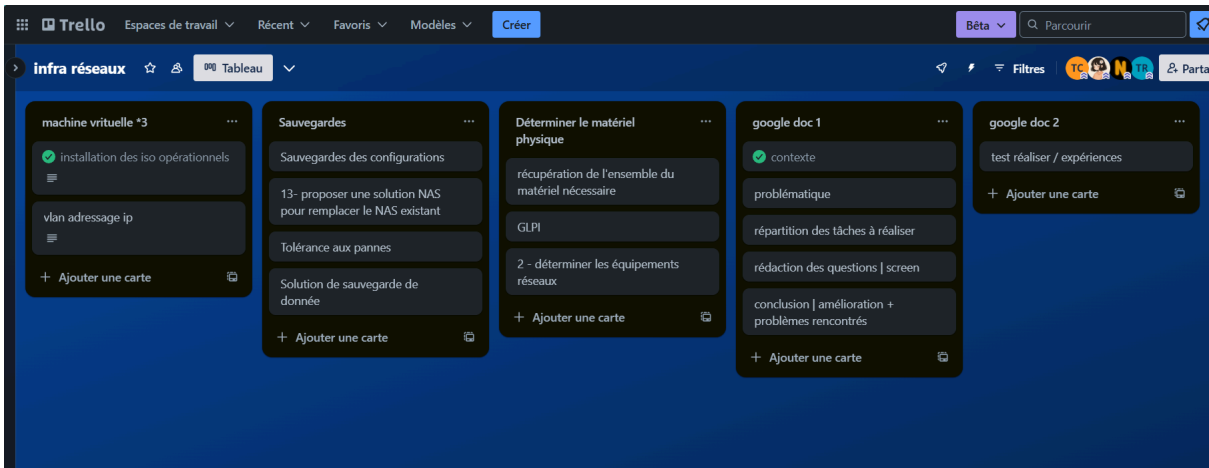 Trello Espaces de travail Récent Favoris Modèles Créer Bêta Parcourir
infra réseaux Tableau Filtres TC N TR Parta
machine vrituelle *3
installation des iso opérationnels
vlan adressage ip
+ Ajouter une carte
Sauvegardes
Sauvegardes des configurations
13- proposer une solution NAS
pour remplacer le NAS existant
Tolérance aux pannes
Solution de sauvegarde de
donnée
+ Ajouter une carte
Déterminer le matériel
physique
récupération de l'ensemble du
matériel nécessaire
GLPI
2 - déterminer les équipements
réseaux
+ Ajouter une carte
google doc 1
contexte
problématique
répartition des tâches à réaliser
rédaction des questions | screen
conclusion | amélioration +
problèmes rencontrés
+ Ajouter une carte
google doc 2
test réaliser / expériences
+ Ajouter une carte